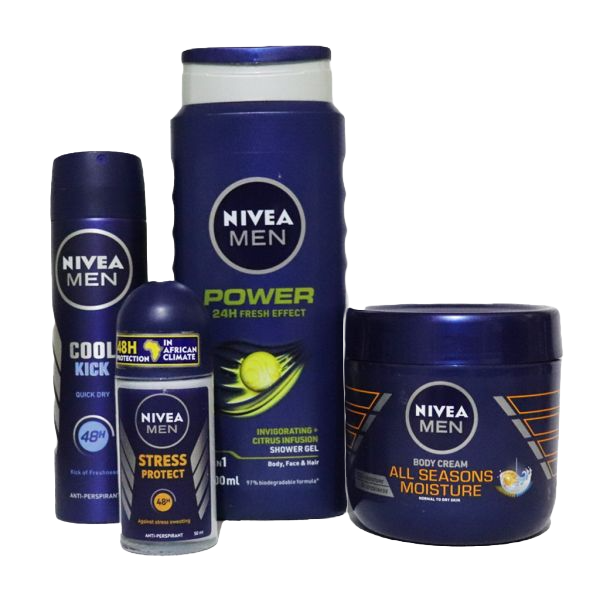 NIVEA
MEN
COOL
KICK
QUICK DRY
48H
Kick of Freshness
ANTI-PERSPIRANT
48H
PROTECTION
IN
AFRICAN
CLIMATE
NIVEA
MEN
STRESS
PROTECT
48H
Against stress sweating
ANTI-PERSPIRANT
50 ml
NIVEA
MEN
POWER
24H FRESH EFFECT
INVIGORATING +
CITRUS INFUSION
SHOWER GEL
Body, Face & Hair
97% biodegradable formula*
NIVEA
MEN
BODY CREAM
ALL SEASONS
MOISTURE
NORMAL TO DRY SKIN